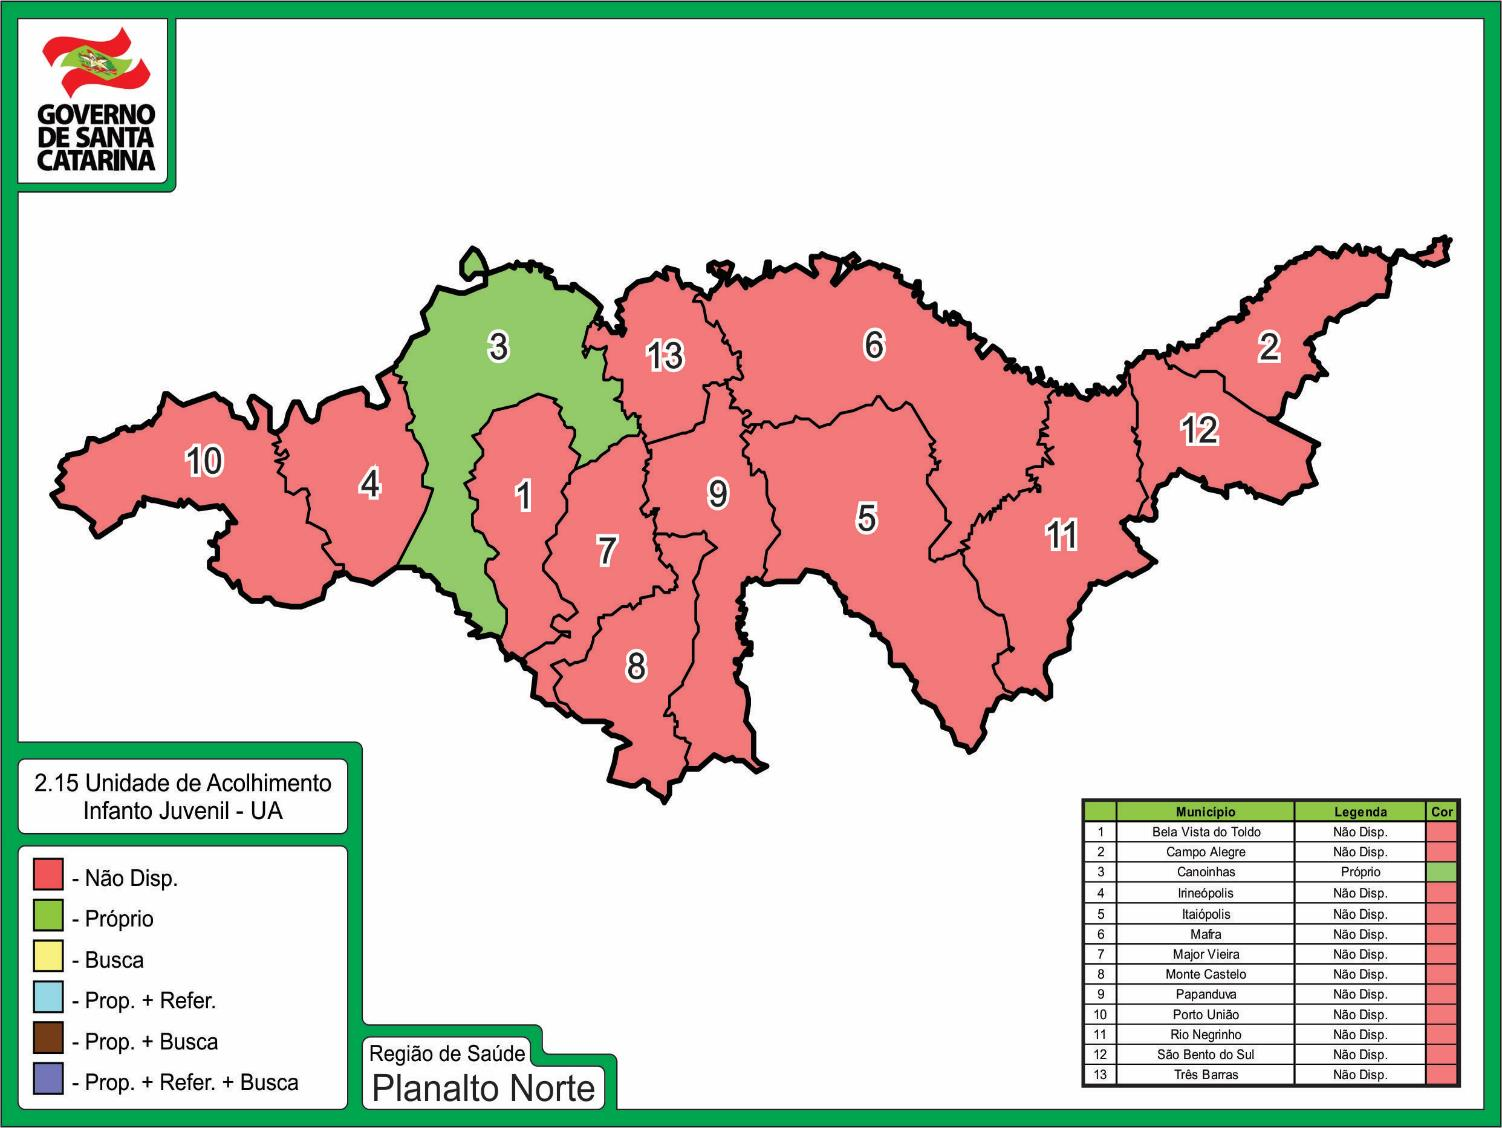 GOVERNO
DE SANTA
CATARINA
3
13
6
2
12
10
4
1
9
5
11
7
8
2.15 Unidade de Acolhimento
Infanto Juvenil - UA
- Não Disp.
- Próprio
- Busca
- Prop. + Refer.
- Prop. + Busca
- Prop. + Refer. + Busca
Região de Saúde
Planalto Norte
Município Legenda Cor
1 Bela Vista do Toldo Não Disp.
2 Campo Alegre Não Disp.
3 Canoinhas Próprio
4 Irineópolis Não Disp.
5 Itaiópolis Não Disp.
6 Mafra Não Disp.
7 Major Vieira Não Disp.
8 Monte Castelo Não Disp.
9 Papanduva Não Disp.
10 Porto União Não Disp.
11 Rio Negrinho Não Disp.
12 São Bento do Sul Não Disp.
13 Três Barras Não Disp.